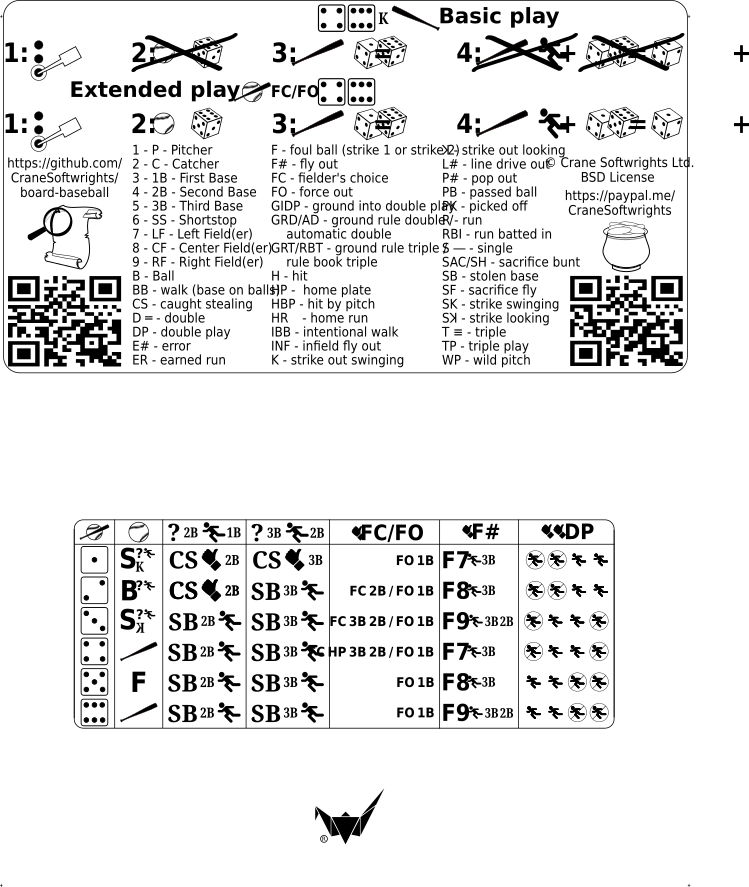 K Basic play
1: 2: 3: = 4: + = +
Extended play FC/FO
1: 2: 3: = 4: + = +
https://github.com/
CraneSoftwrights/
board-baseball
1 - P - Pitcher
2 - C - Catcher
3 - 1B - First Base
4 - 2B - Second Base
5 - 3B - Third Base
6 - SS - Shortstop
7 - LF - Left Field(er)
8 - CF - Center Field(er)
9 - RF - Right Field(er)
B - Ball
BB - walk (base on balls)
CS - caught stealing
D = - double
DP - double play
E# - error
ER - earned run
F - foul ball (strike 1 or strike 2)
F# - fly out
FC - fielder's choice
FO - force out
GIDP - ground into double play
GRD/AD - ground rule double/
automatic double
GRT/RBT - ground rule triple/
rule book triple
H - hit
HP - home plate
HBP - hit by pitch
HR - home run
IBB - intentional walk
INF - infield fly out
K - strike out swinging
- strike out looking
L# - line drive out
P# - pop out
PB - passed ball
PK - picked off
R - run
RBI - run batted in
S — - single
SAC/SH - sacrifice bunt
SB - stolen base
SF - sacrifice fly
SK - strike swinging
Sꓘ - strike looking
T ≡ - triple
TP - triple play
WP - wild pitch
© Crane Softwrights Ltd.
BSD License
https://paypal.me/
CraneSoftwrights
? 2B 1B ? 3B 2B FC/FO F# DP
S ? K CS 2B CS 3B FO 1B F7 3B
B ? CS 2B SB 3B FC 2B / FO 1B F8 3B
S ? ꓘ SB 2B SB 3B FC 3B 2B / FO 1B F9 3B 2B
SB 2B SB 3B HP 3B 2B / FO 1B F7 3B
F SB 2B SB 3B FO 1B F8 3B
SB 2B SB 3B FO 1B F9 3B 2B
®